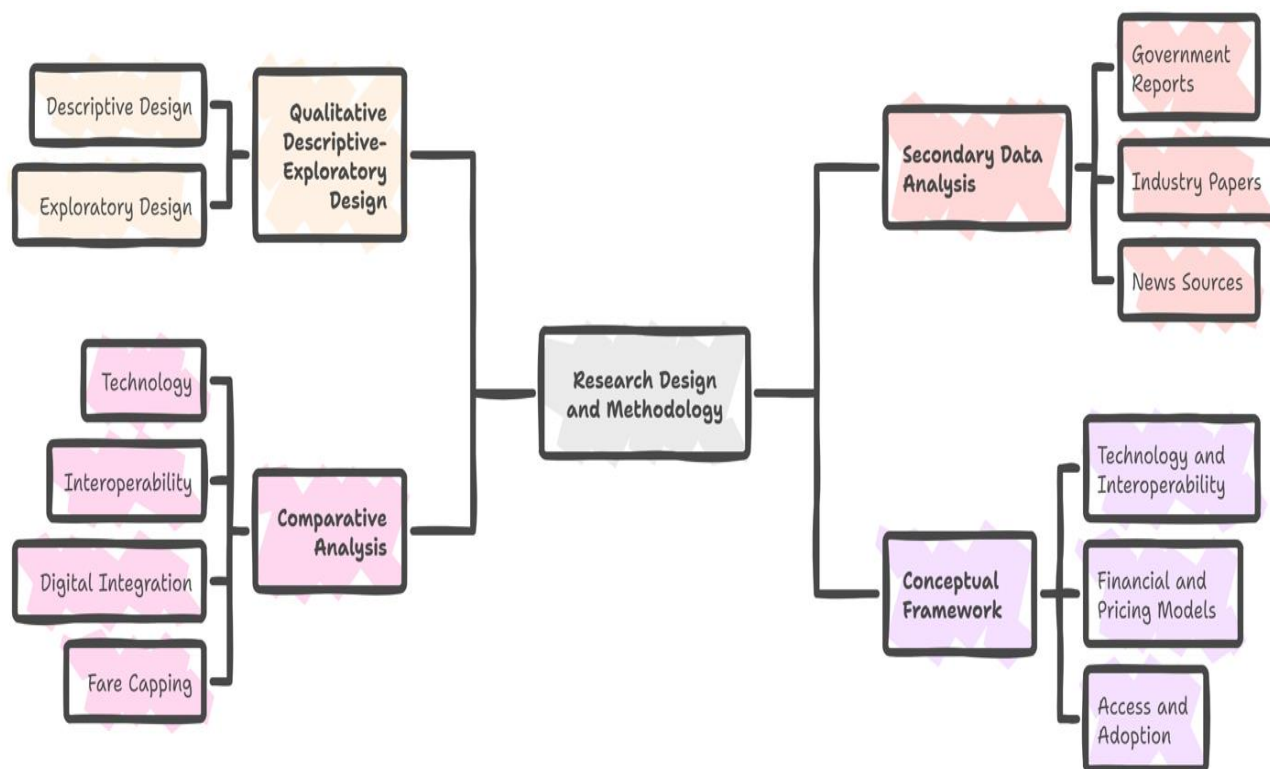 Descriptive Design
Exploratory Design
Qualitative
Descriptive-
Exploratory
Design
Technology
Interoperability
Digital Integration
Fare Capping
Comparative
Analysis
Research Design
and Methodology
Secondary Data
Analysis
Government
Reports
Industry Papers
News Sources
Conceptual
Framework
Technology and
Interoperability
Financial and
Pricing Models
Access and
Adoption